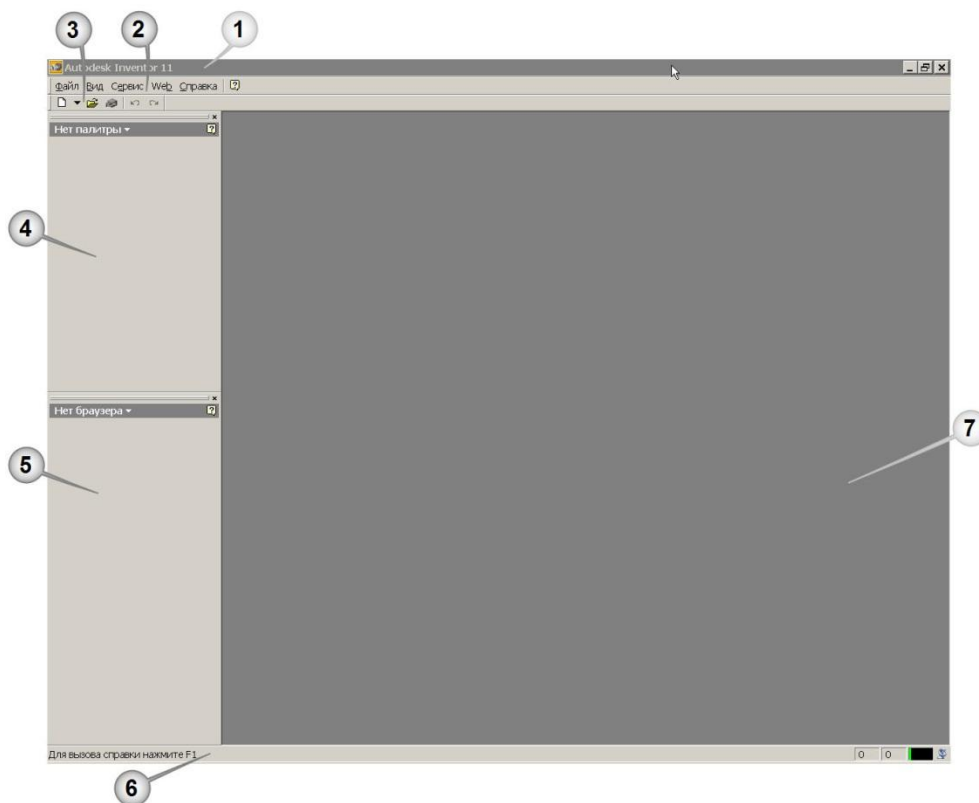 3 2 1
Autodesk Inventor 11
Файл Вид Сервис Web Справка
Нет палитры
4
Нет браузера
7
5
Для вызова справки нажмите F1
0 0
6